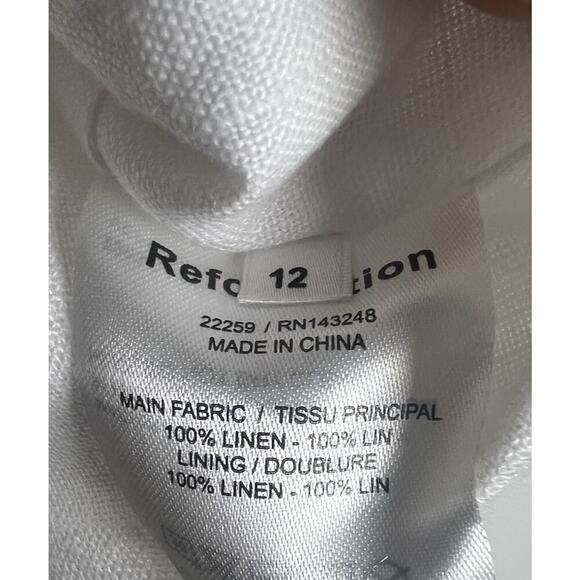 Refo 12 tion
22259 / RN143248
MADE IN CHINA
MAIN FABRIC / TISSU PRINCIPAL
100% LINEN - 100% LIN
LINING / DOUBLURE
100% LINEN - 100% LIN